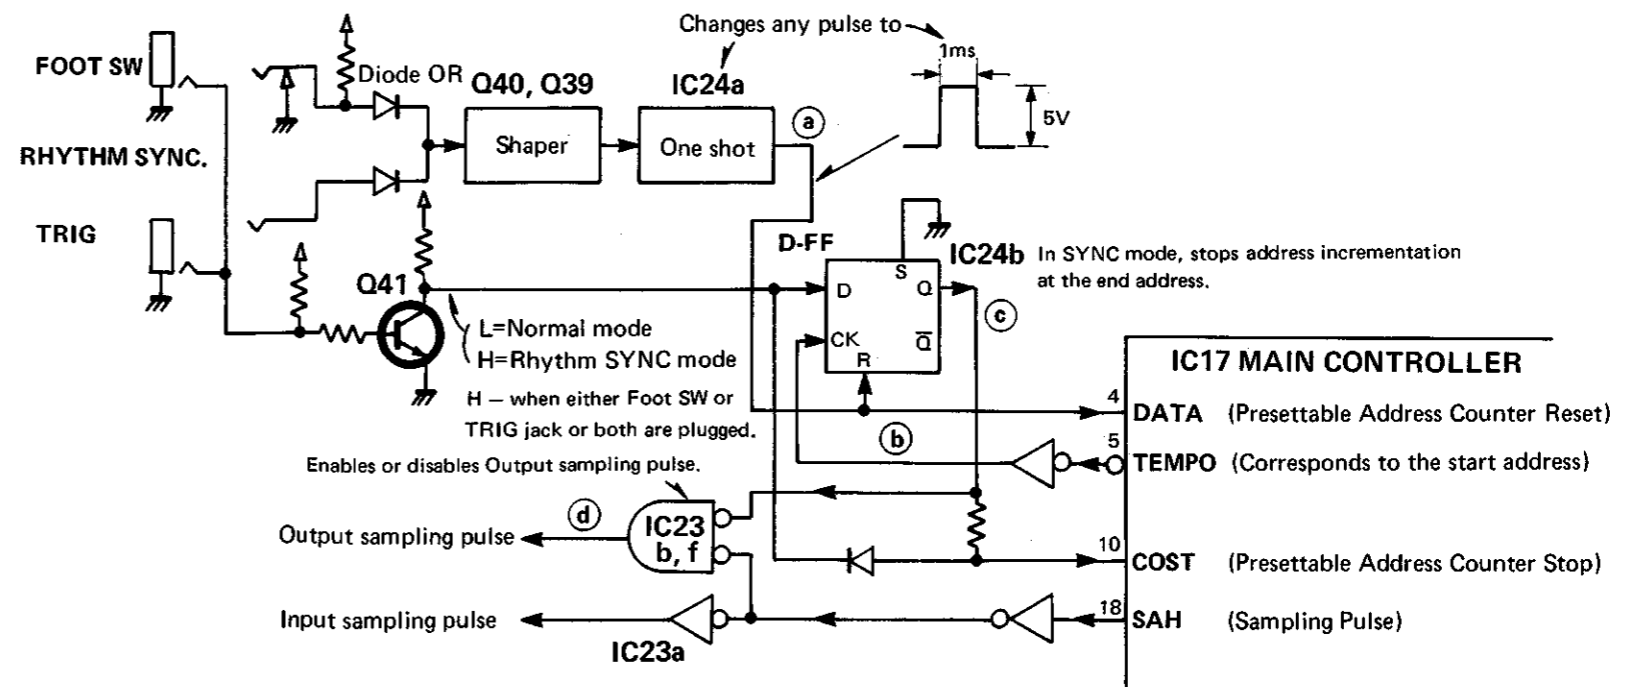 Changes any pulse to
1ms
FOOT SW
Diode OR
Q40, Q39
IC24a
a
5V
Shaper
One shot
RHYTHM SYNC.
TRIG
D-FF
IC24b
In SYNC mode, stops address incrementation
at the end address.
S
Q41
D
Q
c
L=Normal mode
CK
Q̅
H=Rhythm SYNC mode
R
IC17 MAIN CONTROLLER
H – when either Foot SW or
TRIG jack or both are plugged.
4
DATA (Presettable Address Counter Reset)
b
5
TEMPO (Corresponds to the start address)
Enables or disables Output sampling pulse.
d
IC23
b, f
Output sampling pulse
10
COST (Presettable Address Counter Stop)
Input sampling pulse
18
SAH (Sampling Pulse)
IC23a